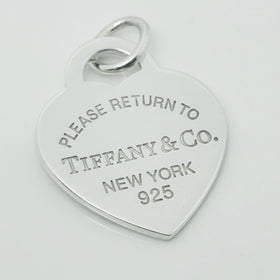 PLEASE RETURN TO
TIFFANY & CO.
NEW YORK
925